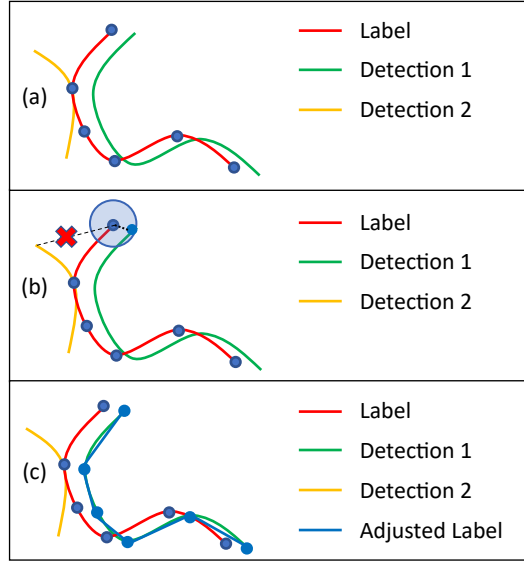 (a)
Label
Detection 1
Detection 2
(b)
Label
Detection 1
Detection 2
(c)
Label
Detection 1
Detection 2
Adjusted Label